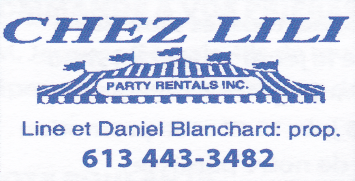 CHEZ LILI
PARTY RENTALS INC.
Line et Daniel Blanchard: prop.
613 443-3482